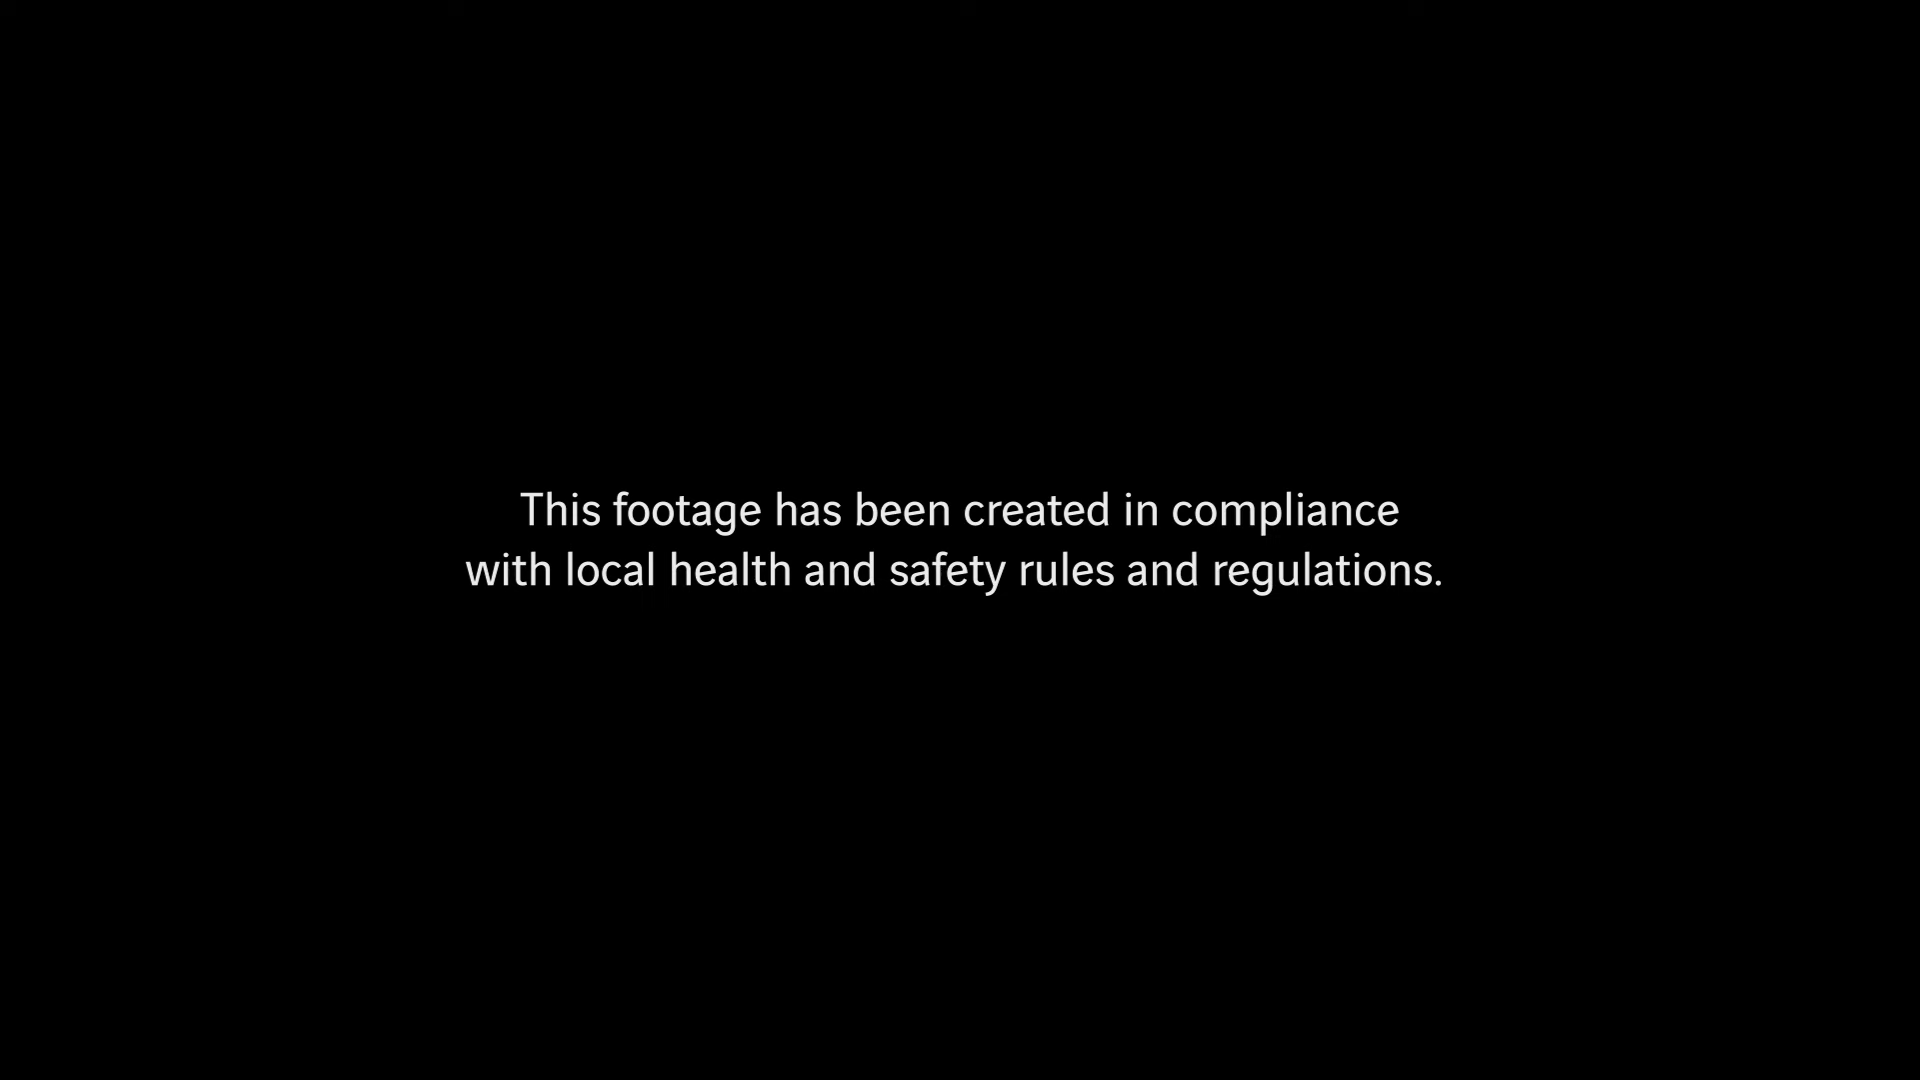 This footage has been created in compliance
with local health and safety rules and regulations.